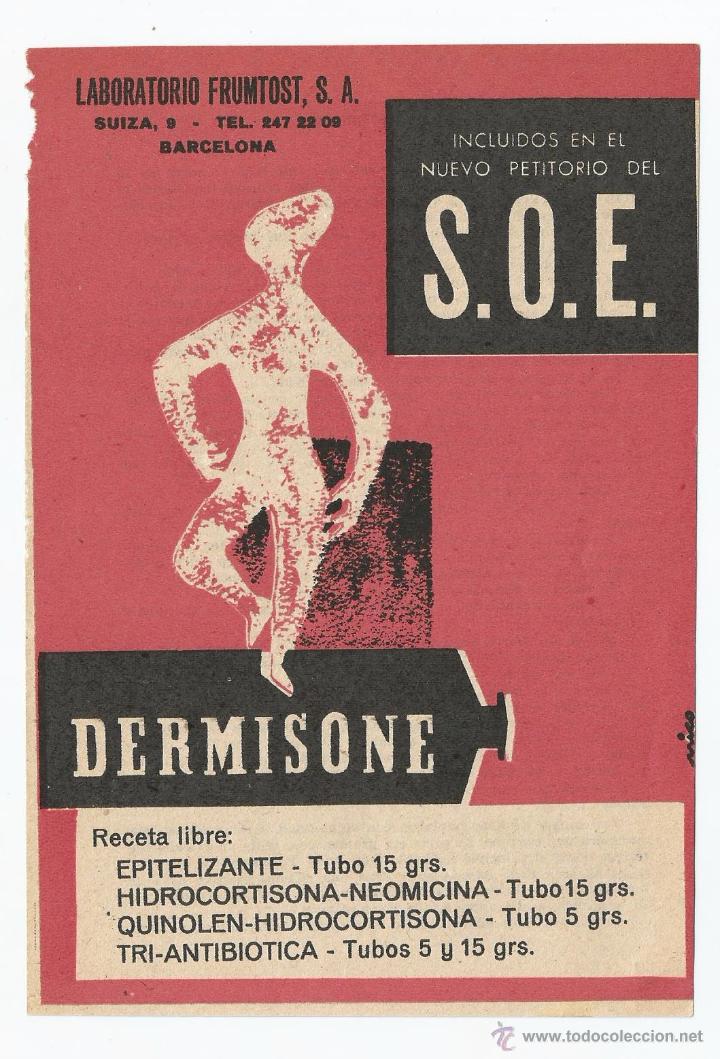 LABORATORIO FRUMTOST, S. A.
SUIZA, 9 - TEL. 247 22 09
BARCELONA
INCLUIDOS EN EL
NUEVO PETITORIO DEL
S.O.E.
DERMISONE
nico
Receta libre:
EPITELIZANTE - Tubo 15 grs.
HIDROCORTISONA-NEOMICINA - Tubo 15 grs.
QUINOLEN-HIDROCORTISONA - Tubo 5 grs.
TRI-ANTIBIOTICA - Tubos 5 y 15 grs.
www.todocoleccion.net